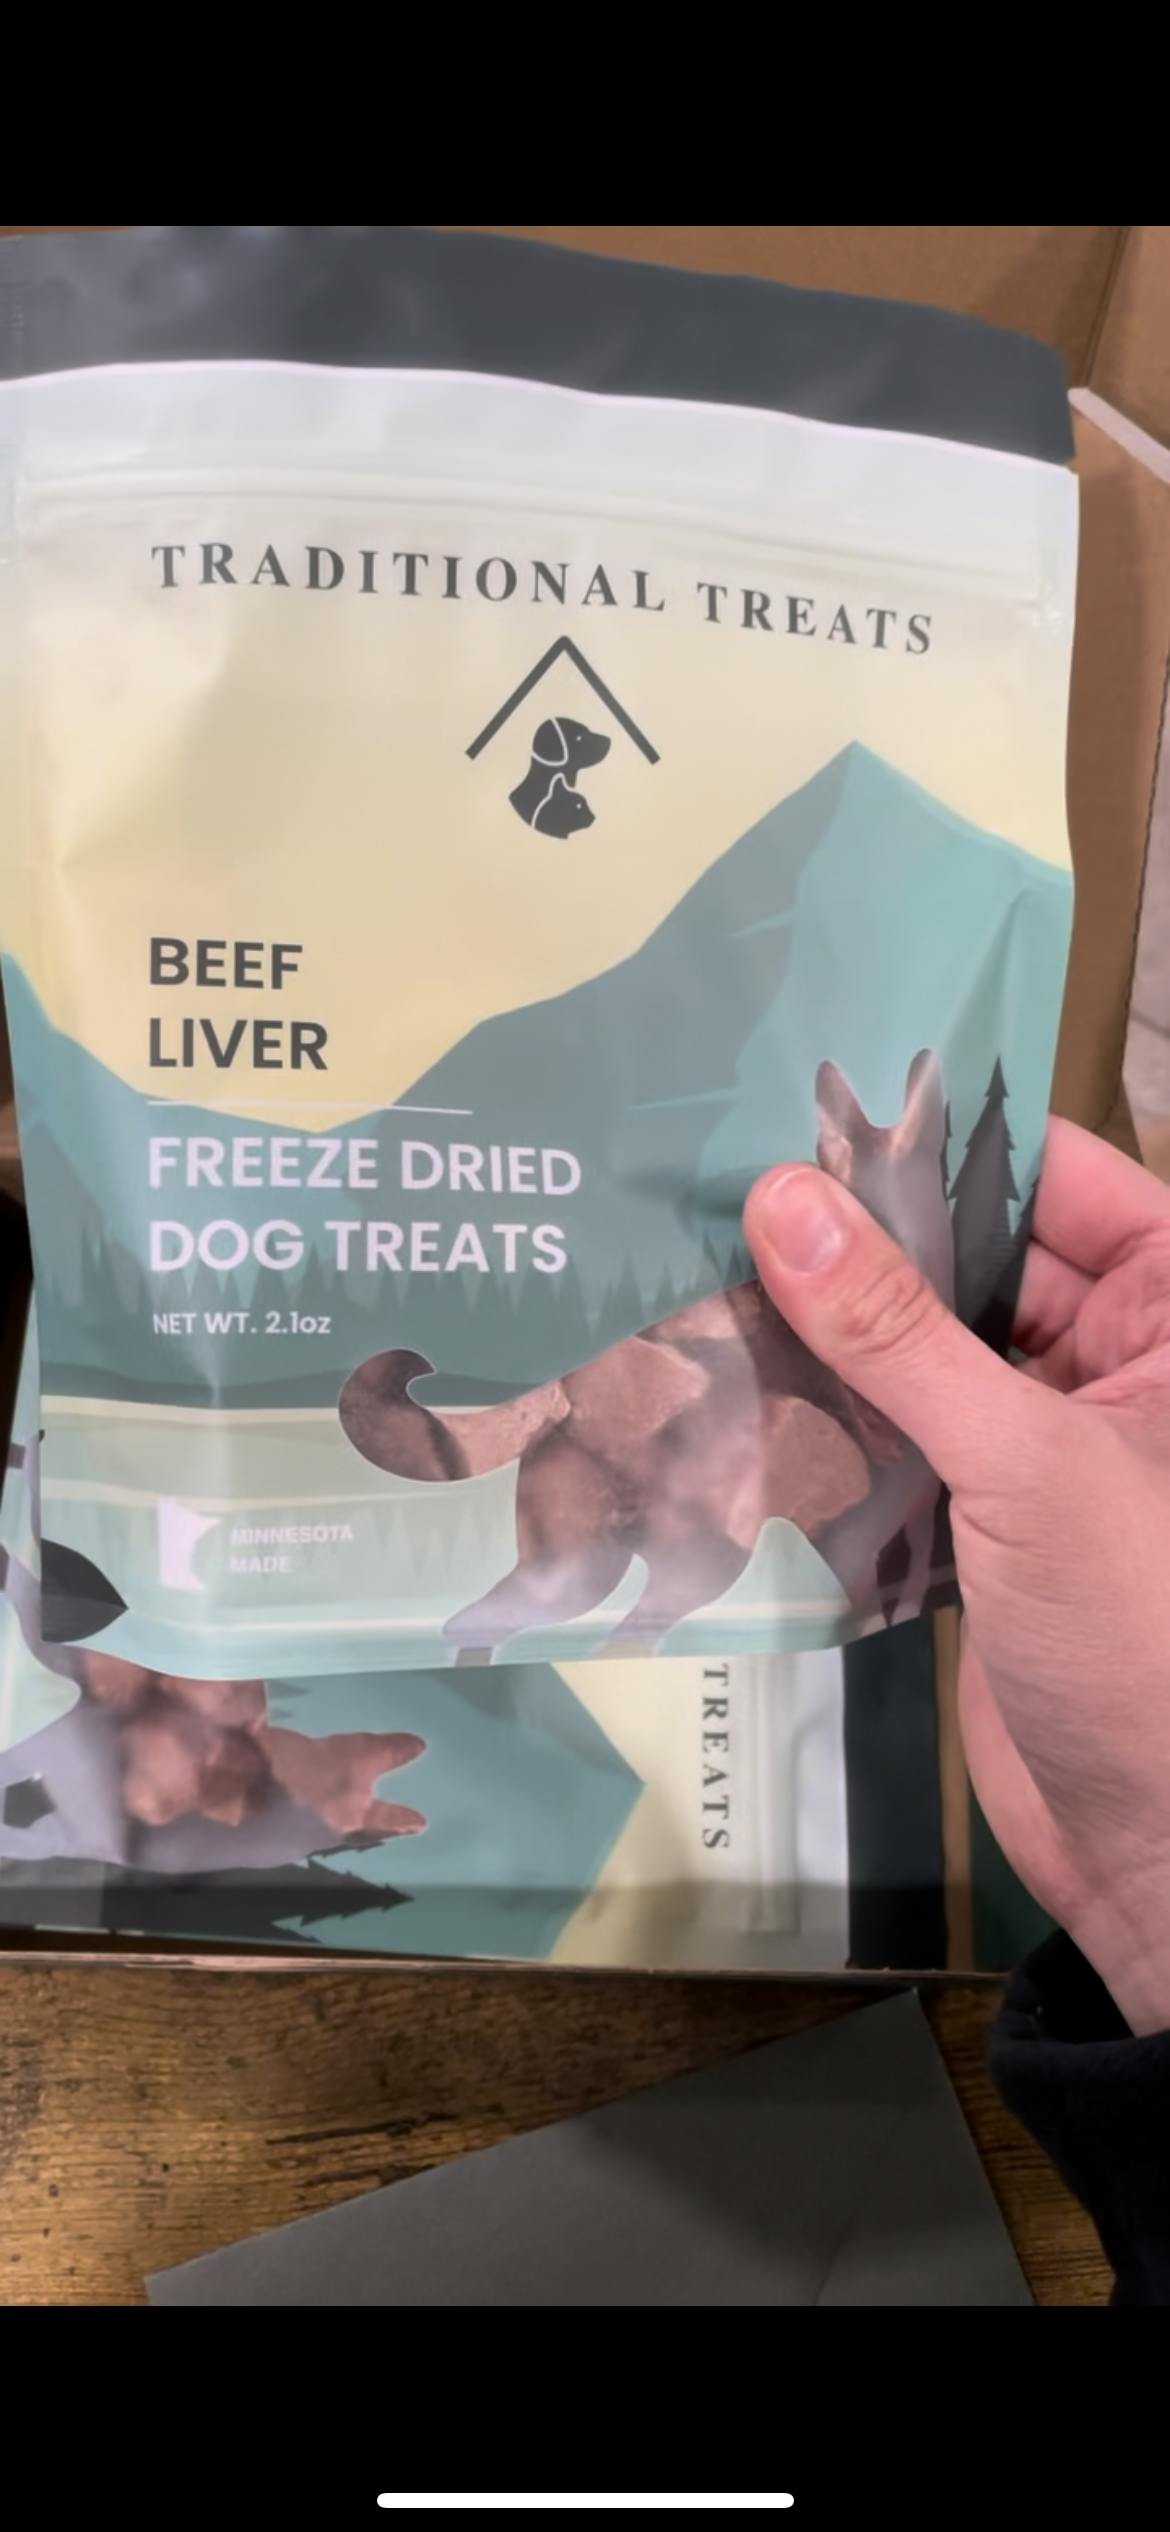 TRADITIONAL TREATS
BEEF
LIVER
FREEZE DRIED
DOG TREATS
NET WT. 2.1oz
MINNESOTA
MADE
TREATS